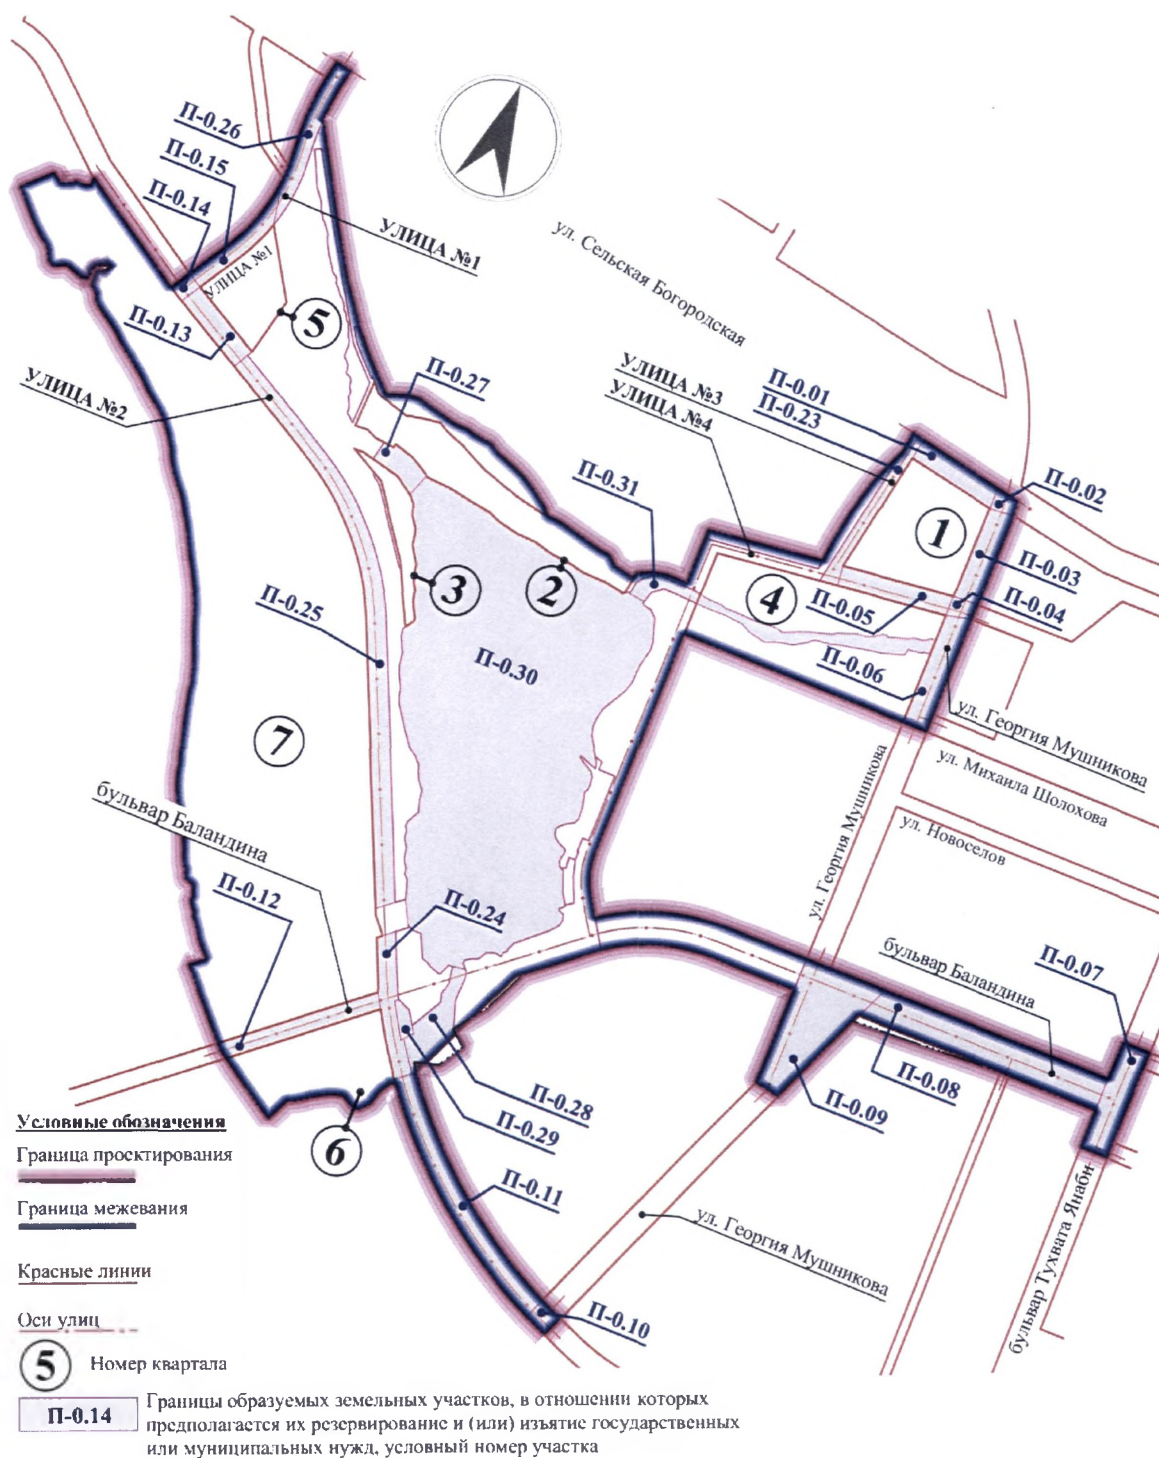 П-0.26
П-0.15
П-0.14
УЛИЦА №1
УЛИЦА №1
ул. Сельская Богородская
П-0.13
5
УЛИЦА №2
П-0.27
УЛИЦА №3
УЛИЦА №4
П-0.01
П-0.23
П-0.31
П-0.02
1
П-0.03
3
2
4
П-0.05
П-0.04
П-0.25
П-0.30
П-0.06
7
ул. Георгия Мушникова
ул. Михаила Шолохова
ул. Новоселов
ул. Георгия Мушникова
бульвар Баландина
П-0.12
П-0.24
бульвар Баландина
П-0.07
П-0.28
П-0.29
П-0.08
П-0.09
6
П-0.11
ул. Георгия Мушникова
П-0.10
бульвар Тухвата Янаби
Условные обозначения
Граница проектирования
Граница межевания
Красные линии
Оси улиц
5 Номер квартала
П-0.14
Границы образуемых земельных участков, в отношении которых
предполагается их резервирование и (или) изъятие государственных
или муниципальных нужд, условный номер участка